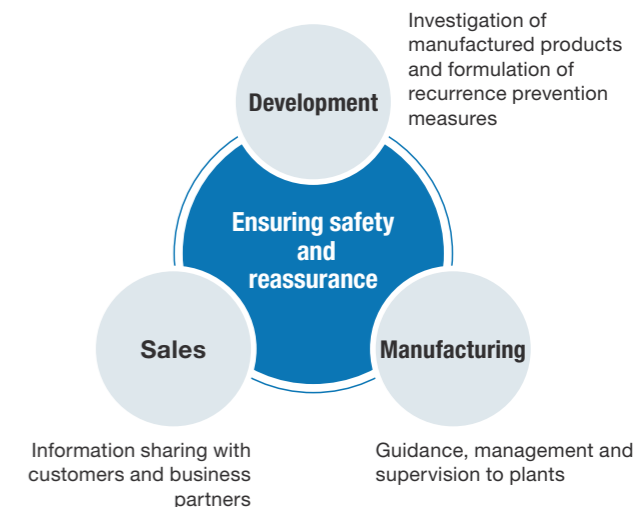 Investigation of
manufactured products
and formulation of
recurrence prevention
measures
Development
Ensuring safety
and
reassurance
Sales
Manufacturing
Information sharing with
customers and business
partners
Guidance, management and
supervision to plants